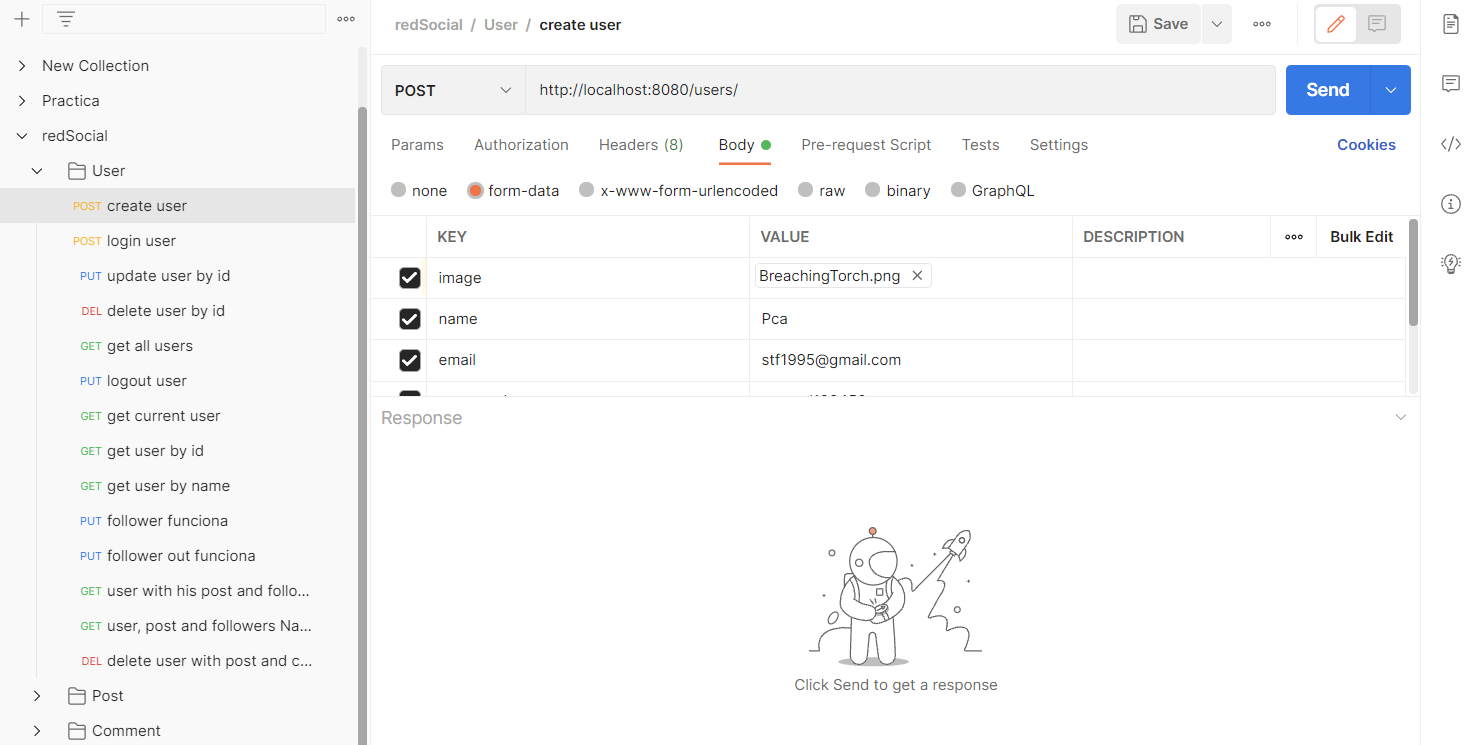 redSocial / User / create user
Save
New Collection
Practica
redSocial
User
POST create user
POST login user
PUT update user by id
DEL delete user by id
GET get all users
PUT logout user
GET get current user
GET get user by id
GET get user by name
PUT follower funciona
PUT follower out funciona
GET user with his post and follo...
GET user, post and followers Na...
DEL delete user with post and c...
Post
Comment
POST http://localhost:8080/users/
Send
Params Authorization Headers (8) Body Pre-request Script Tests Settings Cookies
none form-data x-www-form-urlencoded raw binary GraphQL
KEY VALUE DESCRIPTION Bulk Edit
image BreachingTorch.png
name Pca
email stf1995@gmail.com
Response
Click Send to get a response